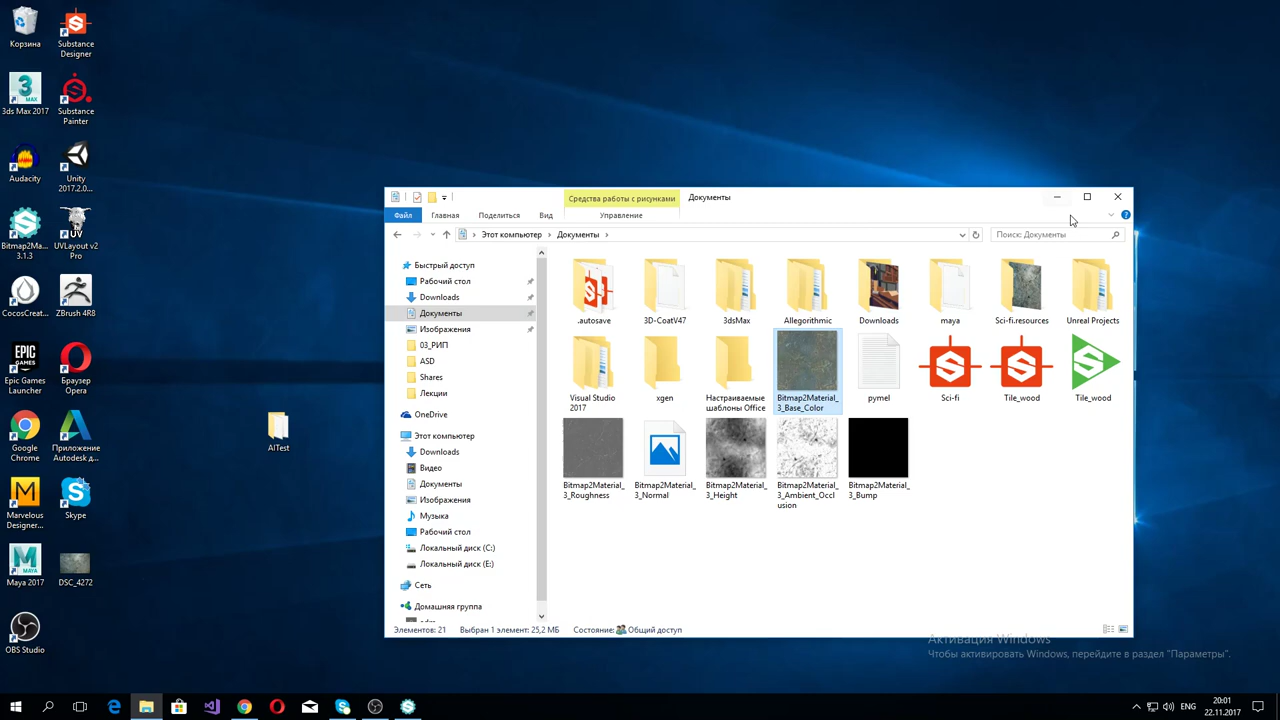 Корзина
Substance
Designer
3ds Max 2017
Substance
Painter
Audacity
Unity
2017.2.0...
Bitmap2Ma...
3.1.3
UVLayout v2
Pro
CocosCreat...
ZBrush 4R8
Epic Games
Launcher
Браузер
Opera
Google
Chrome
Приложение
Autodesk д...
Marvelous
Designer...
Skype
Maya 2017
DSC_4272
OBS Studio
AITest
Средства работы с рисунками
Документы
Файл
Главная
Поделиться
Вид
Управление
Этот компьютер
Документы
Поиск: Документы
Быстрый доступ
Рабочий стол
Downloads
Документы
Изображения
03_РИП
ASD
Shares
Лекции
OneDrive
Этот компьютер
Downloads
Видео
Документы
Изображения
Музыка
Рабочий стол
Локальный диск (C:)
Локальный диск (E:)
Сеть
Домашняя группа
.autosave
3D-CoatV47
3dsMax
Allegorithmic
Downloads
maya
Sci-fi.resources
Unreal Projects
Visual Studio
2017
xgen
Настраиваемые
шаблоны Office
Bitmap2Material_
3_Base_Color
pymel
Sci-fi
Tile_wood
Tile_wood
Bitmap2Material_
3_Roughness
Bitmap2Material_
3_Normal
Bitmap2Material_
3_Height
Bitmap2Material_
3_Ambient_Occl
usion
Bitmap2Material_
3_Bump
Элементов: 21
Выбран 1 элемент: 25,2 МБ
Состояние:
Общий доступ
Активация Windows
Чтобы активировать Windows, перейдите в раздел "Параметры".
ENG
20:01
22.11.2017